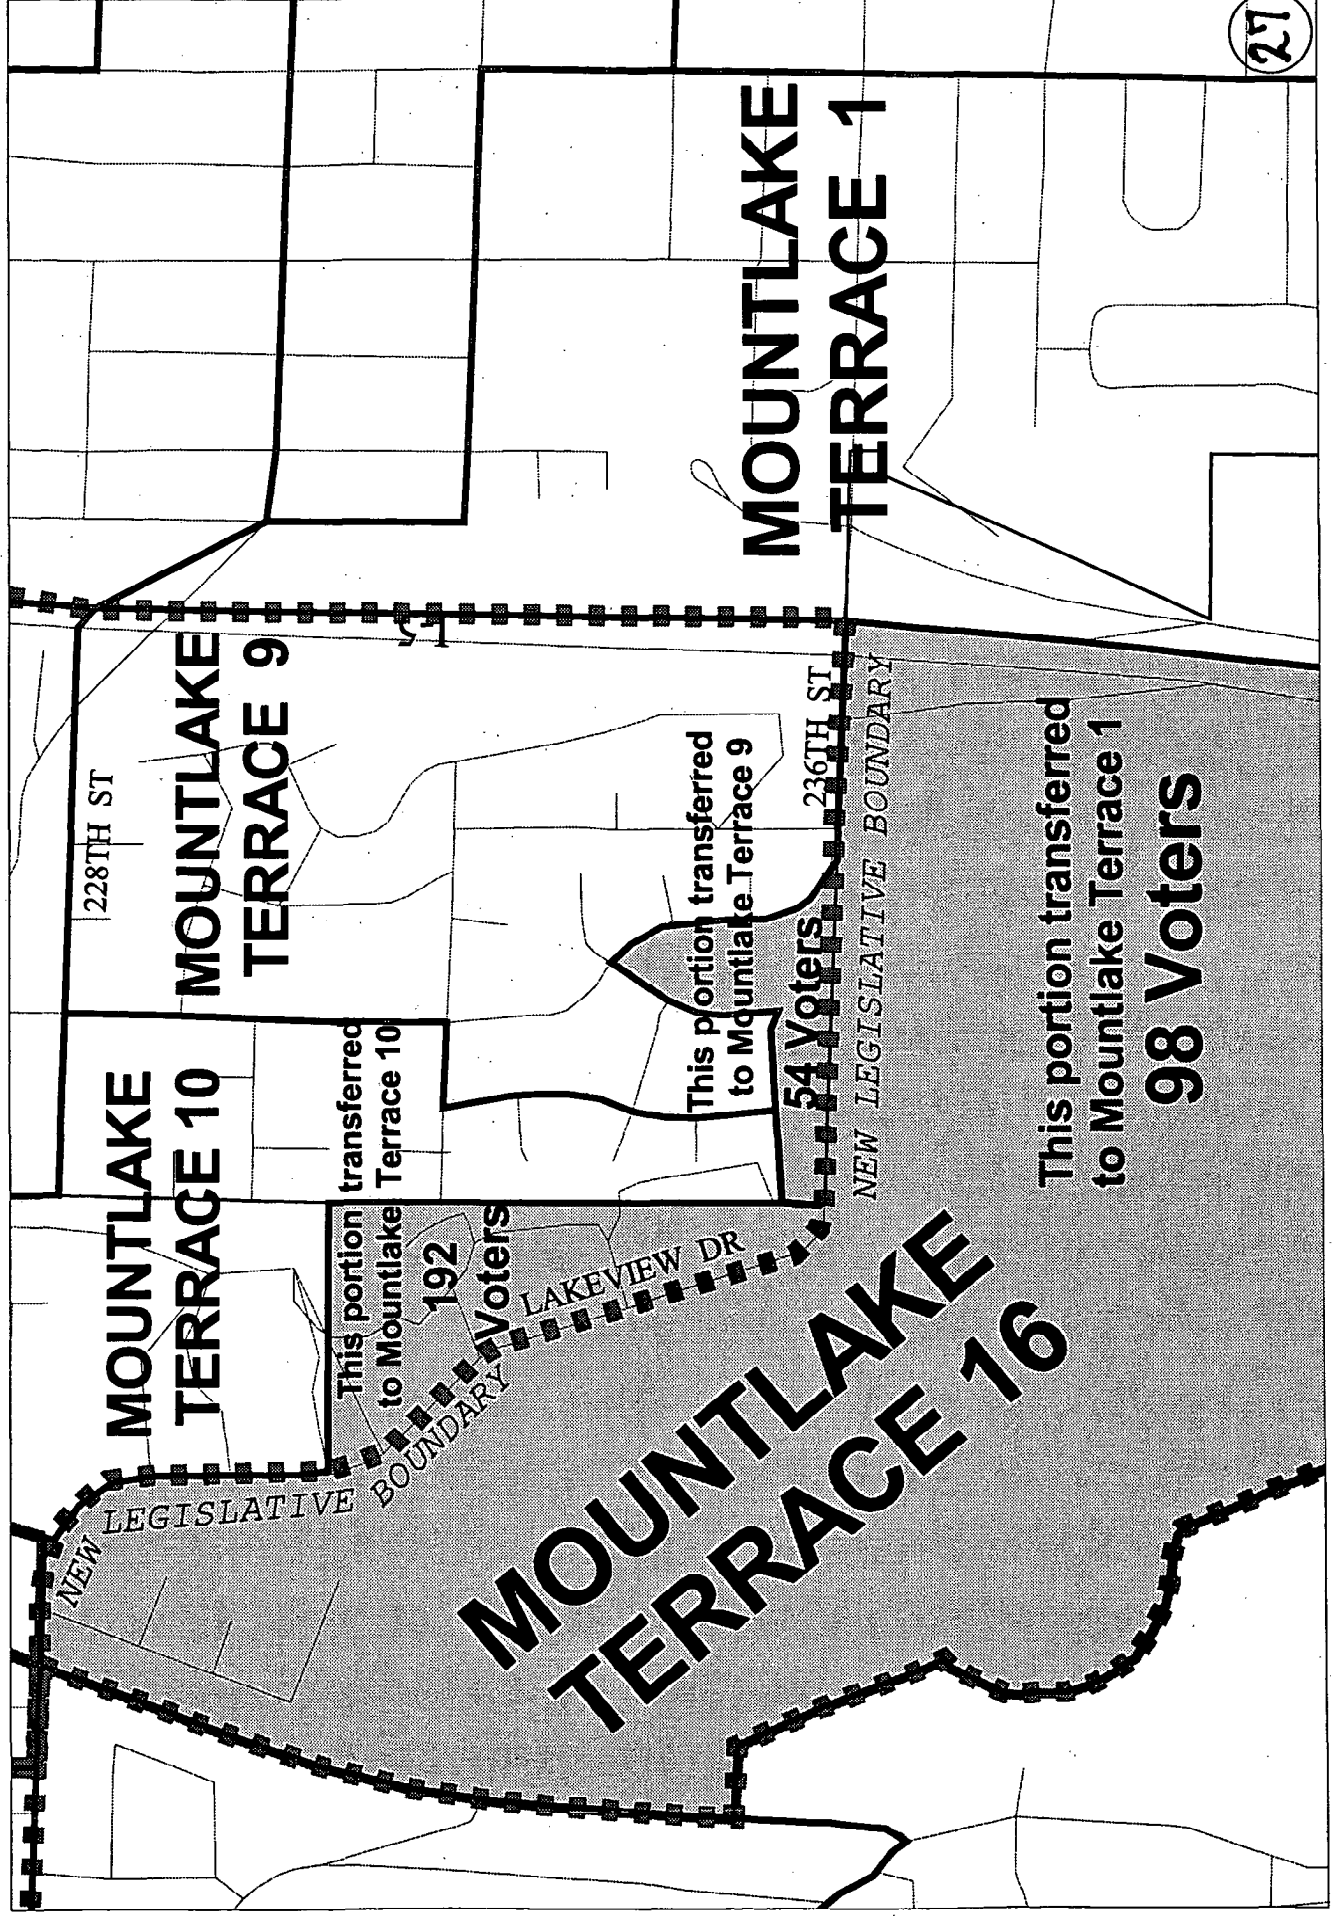 27
MOUNTLAKE
TERRACE 10
228TH ST
MOUNTLAKE
TERRACE 9
I-5
MOUNTLAKE
TERRACE 1
This portion transferred
to Mountlake Terrace 10
192
Voters
This portion transferred
to Mountlake Terrace 9
54 Voters
236TH ST
LAKEVIEW DR
NEW LEGISLATIVE BOUNDARY
NEW LEGISLATIVE BOUNDARY
This portion transferred
to Mountlake Terrace 1
98 Voters
MOUNTLAKE
TERRACE 16